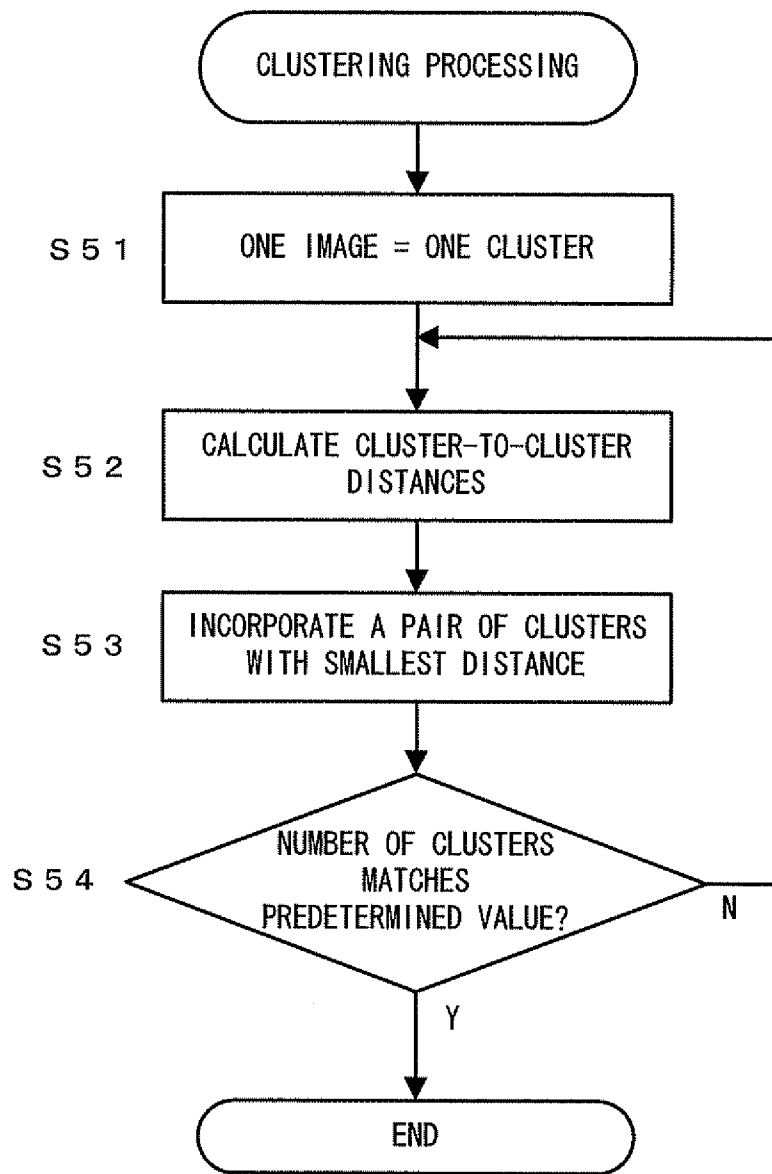 CLUSTERING PROCESSING
S51
ONE IMAGE = ONE CLUSTER
S52
CALCULATE CLUSTER-TO-CLUSTER
DISTANCES
S53
INCORPORATE A PAIR OF CLUSTERS
WITH SMALLEST DISTANCE
S54
NUMBER OF CLUSTERS
MATCHES
PREDETERMINED VALUE?
N
Y
END